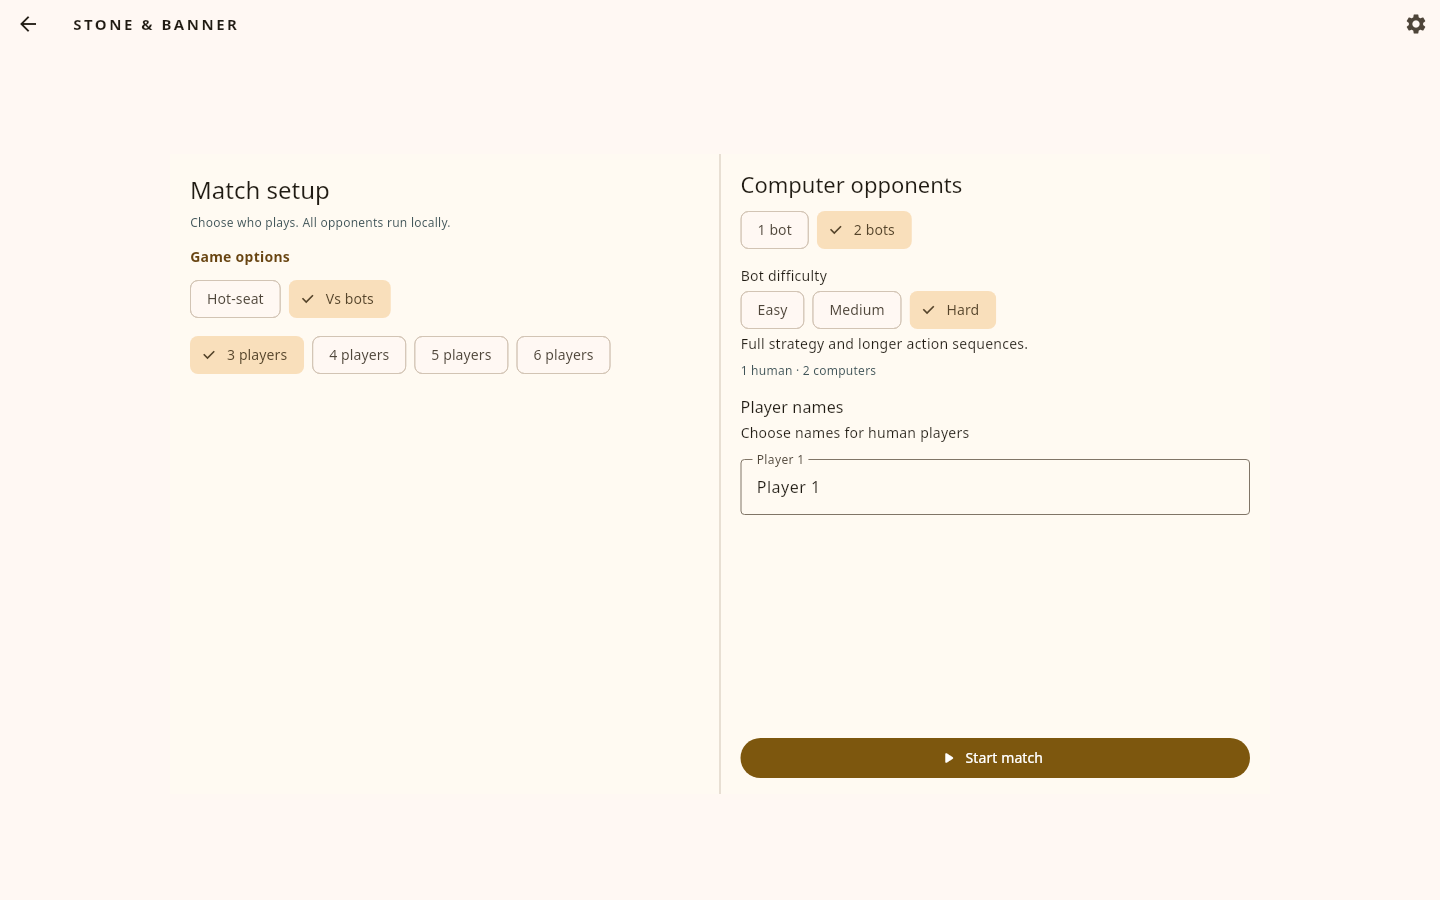 STONE & BANNER
Match setup
Choose who plays. All opponents run locally.
Game options
Hot-seat
Vs bots
3 players
4 players
5 players
6 players
Computer opponents
1 bot
2 bots
Bot difficulty
Easy
Medium
Hard
Full strategy and longer action sequences.
1 human · 2 computers
Player names
Choose names for human players
Player 1
Player 1
Start match